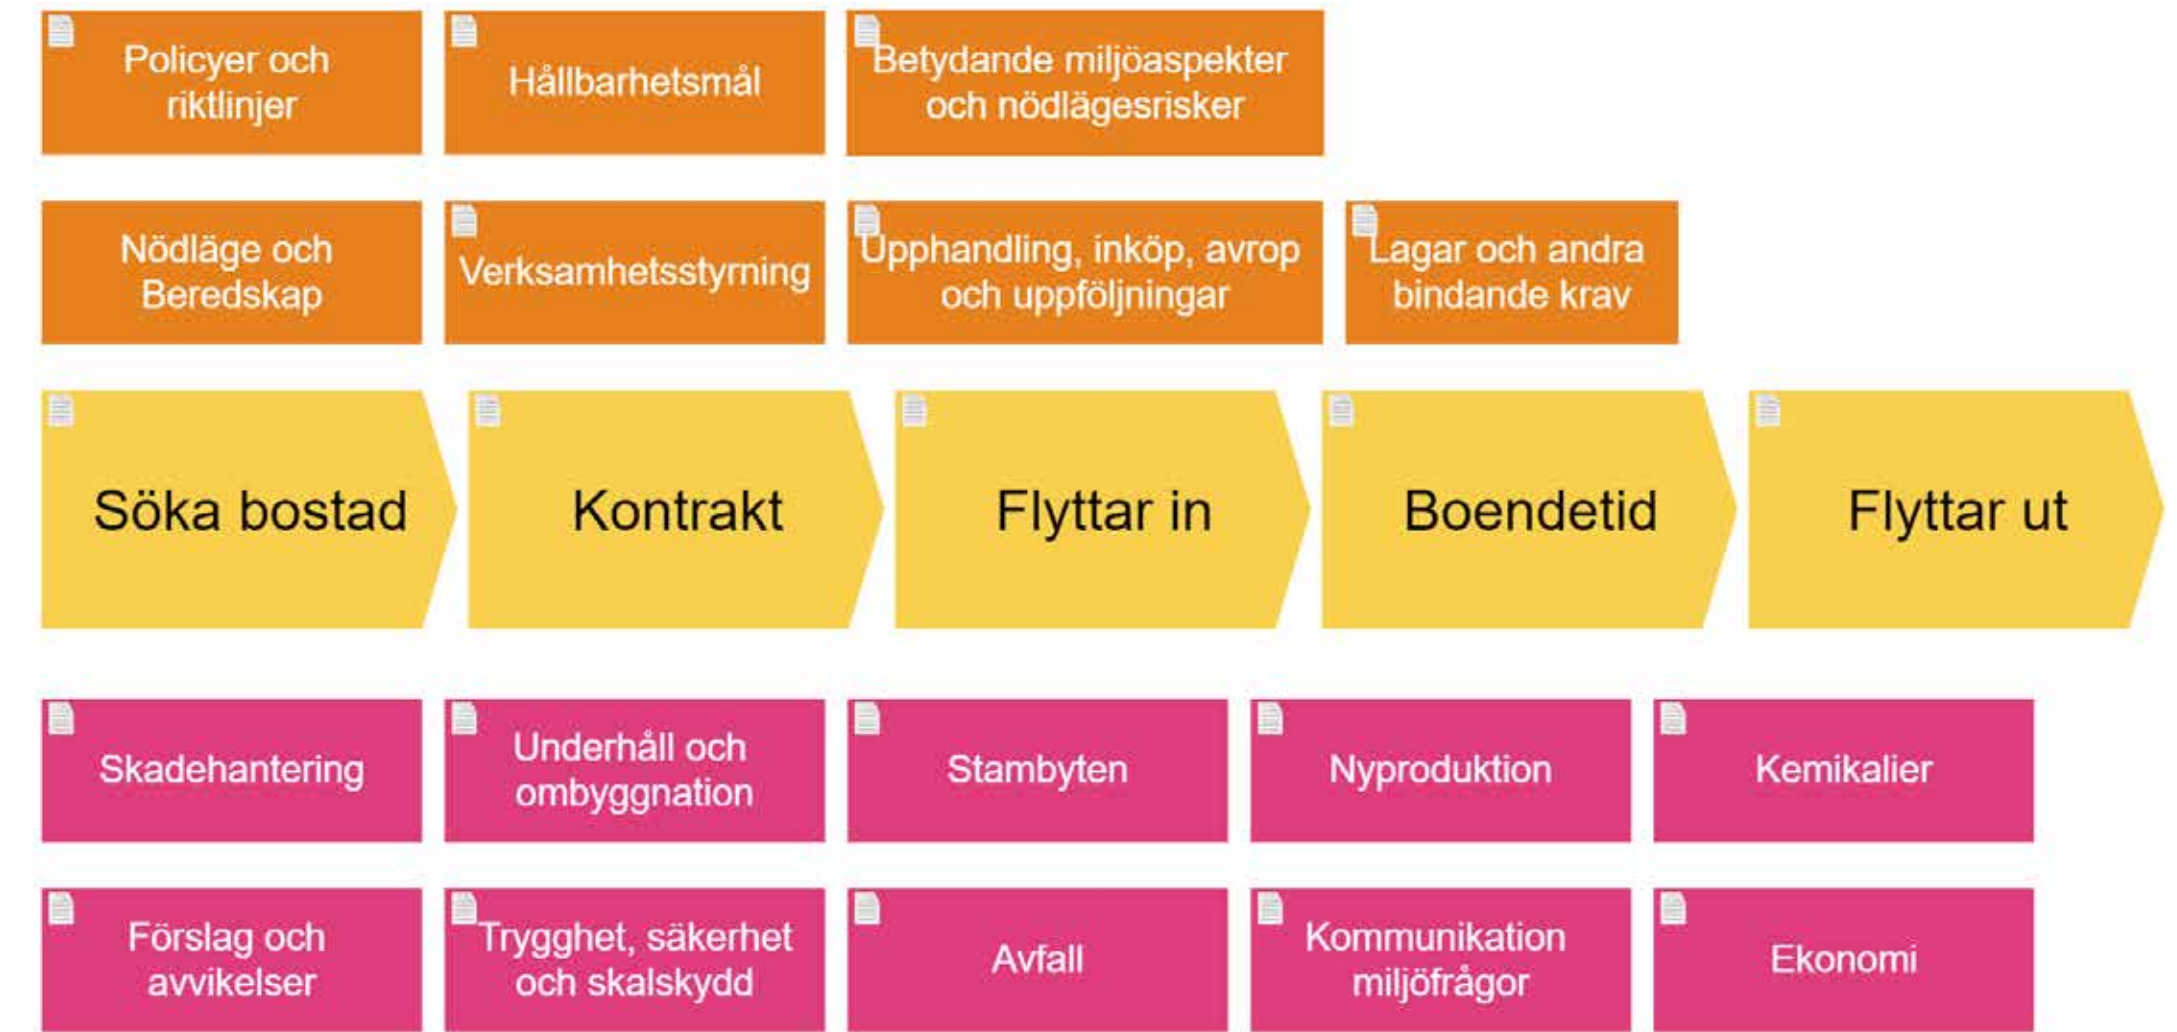 Policyer och
riktlinjer
Hållbarhetsmål
Betydande miljöaspekter
och nödlägesrisker
Nödläge och
Beredskap
Verksamhetsstyrning
Upphandling, inköp, avrop
och uppföljningar
Lagar och andra
bindande krav
Söka bostad
Kontrakt
Flyttar in
Boendetid
Flyttar ut
Skadehantering
Underhåll och
ombyggnation
Stambyten
Nyproduktion
Kemikalier
Förslag och
avvikelser
Trygghet, säkerhet
och skalskydd
Avfall
Kommunikation
miljöfrågor
Ekonomi